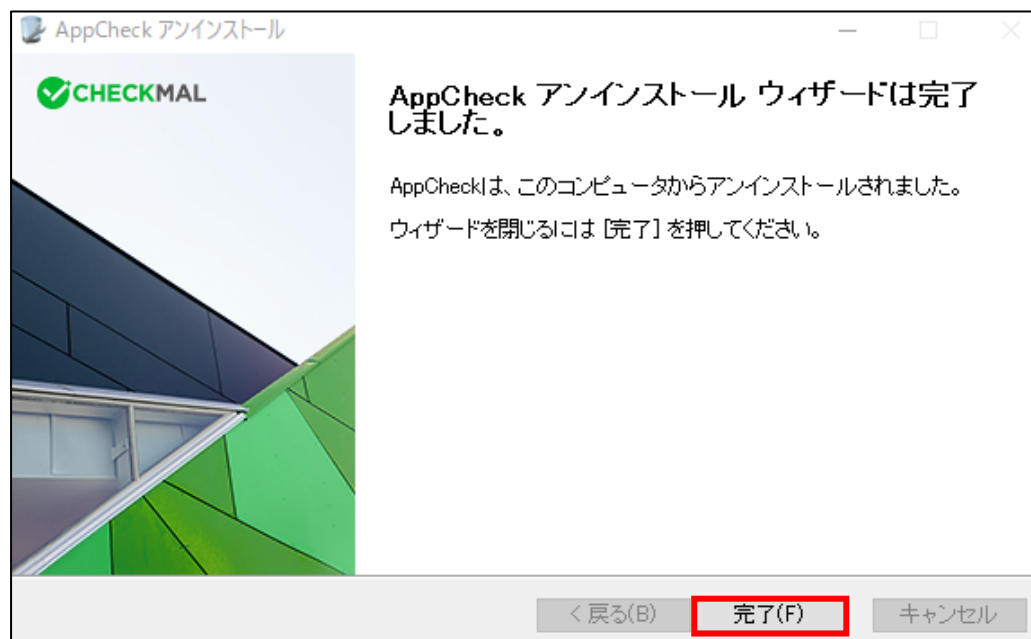 AppCheck アンインストール
CHECKMAL
AppCheck アンインストール ウィザードは完了
しました。
AppCheckは、このコンピュータからアンインストールされました。
ウィザードを閉じるには [完了] を押してください。
< 戻る(B)
完了(F)
キャンセル